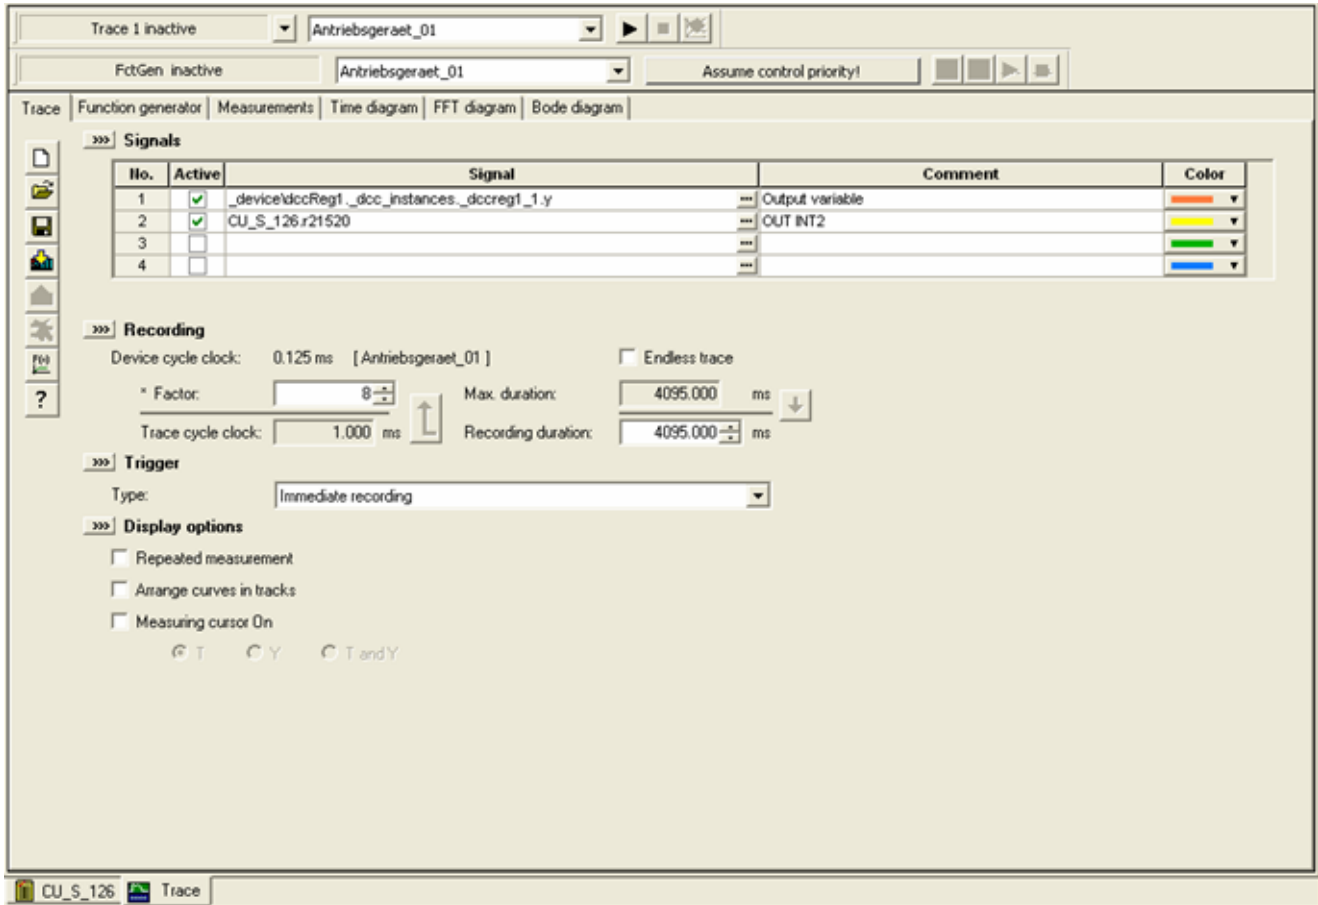 Trace 1 inactive Antriebsgeraet_01
FctGen inactive Antriebsgeraet_01 Assume control priority!
Trace Function generator Measurements Time diagram FFT diagram Bode diagram
>>> Signals
No. Active Signal Comment Color
1 _device\dccReg1._dcc_instances._dccreg1_1.y ... Output variable
2 CU_S_126.r21520 ... OUT INT2
3 ...
4 ...
>>> Recording
Device cycle clock: 0.125 ms [ Antriebsgeraet_01 ] Endless trace
* Factor: 8 Max. duration: 4095.000 ms
Trace cycle clock: 1.000 ms Recording duration: 4095.000 ms
>>> Trigger
Type: Immediate recording
>>> Display options
Repeated measurement
Arrange curves in tracks
Measuring cursor On
T Y T and Y
?
CU_S_126 Trace